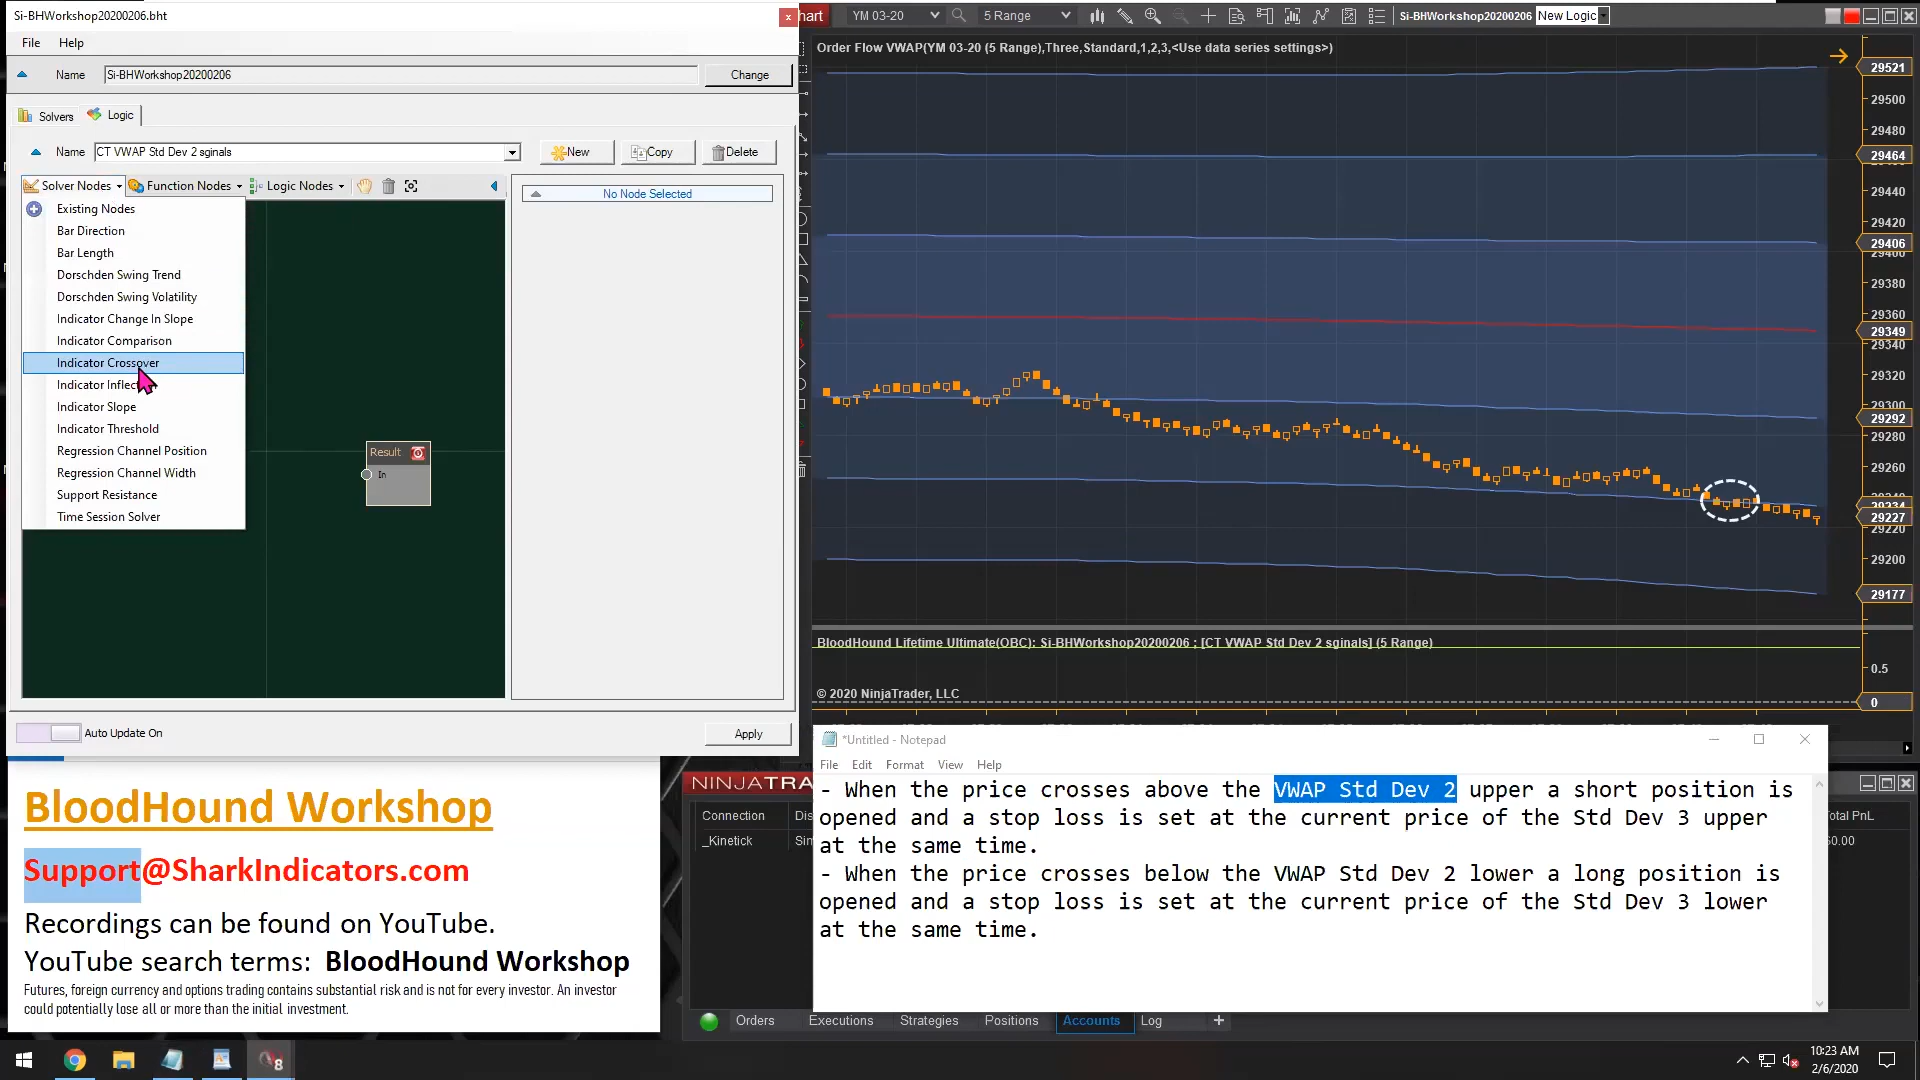 Si-BHWorkshop20200206.bht
File Help
Name Si-BHWorkshop20200206 Change
Solvers Logic
Name CT VWAP Std Dev 2 sginals New Copy Delete
Solver Nodes Function Nodes Logic Nodes
Existing Nodes
Bar Direction
Bar Length
Dorschden Swing Trend
Dorschden Swing Volatility
Indicator Change In Slope
Indicator Comparison
Indicator Crossover
Indicator Inflec
Indicator Slope
Indicator Threshold
Regression Channel Position
Regression Channel Width
Support Resistance
Time Session Solver
No Node Selected
Result
In
Auto Update On
Apply
hart YM 03-20 5 Range Si-BHWorkshop20200206 New Logic
Order Flow VWAP(YM 03-20 (5 Range),Three,Standard,1,2,3,<Use data series settings>)
29521
29500
29480
29464
29440
29420
29406
29400
29380
29360
29349
29340
29320
29300
29292
29280
29260
29240
29234
29227
29220
29200
29177
BloodHound Lifetime Ultimate(OBC): Si-BHWorkshop20200206 ; [CT VWAP Std Dev 2 sginals] (5 Range)
0.5
© 2020 NinjaTrader, LLC
0
*Untitled - Notepad
File Edit Format View Help
- When the price crosses above the VWAP Std Dev 2 upper a short position is
opened and a stop loss is set at the current price of the Std Dev 3 upper
at the same time.
- When the price crosses below the VWAP Std Dev 2 lower a long position is
opened and a stop loss is set at the current price of the Std Dev 3 lower
at the same time.
NINJATRA
Connection Dis
_Kinetick Sin
otal PnL
Orders Executions Strategies Positions Accounts Log +
BloodHound Workshop
Support@SharkIndicators.com
Recordings can be found on YouTube.
YouTube search terms: BloodHound Workshop
Futures, foreign currency and options trading contains substantial risk and is not for every investor. An investor
could potentially lose all or more than the initial investment.
8
10:23 AM
2/6/2020